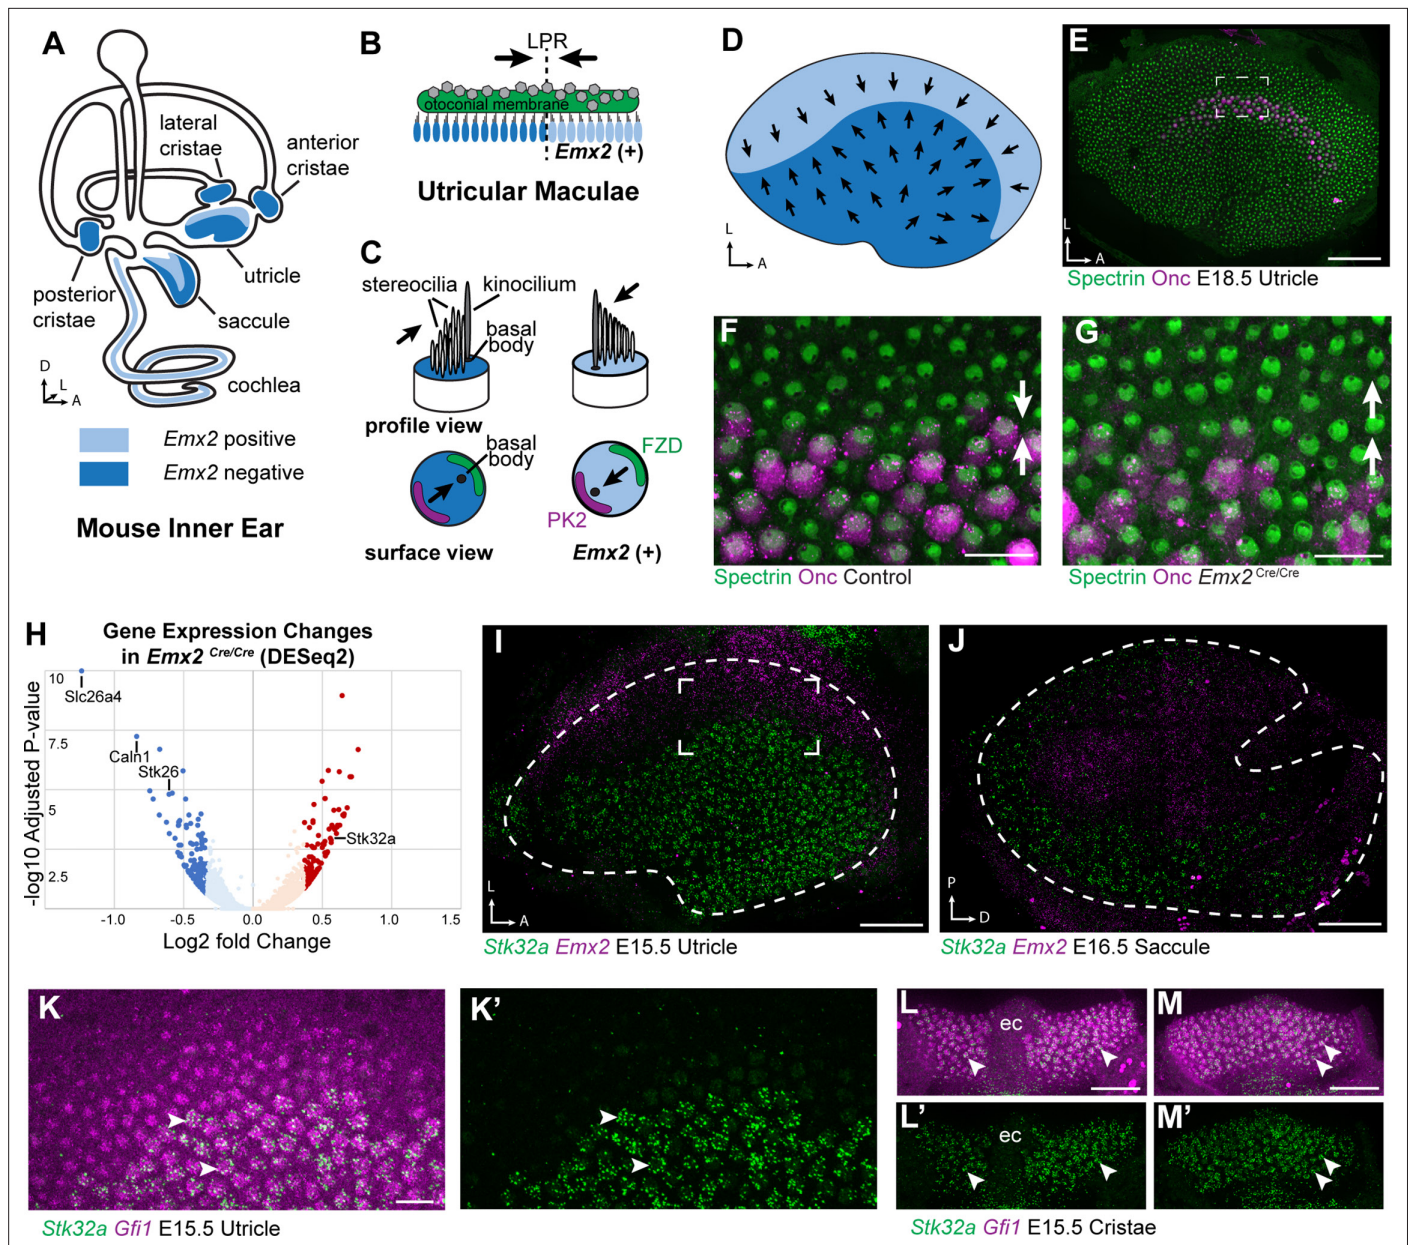 A
lateral
cristae
anterior
cristae
posterior
cristae
utricle
saccule
cochlea
D
L
A
Emx2 positive
Emx2 negative
Mouse Inner Ear
B
LPR
otoconial membrane
Emx2 (+)
Utricular Maculae
C
stereocilia
kinocilium
basal
body
profile view
basal
body
FZD
PK2
surface view
Emx2 (+)
D
L
A
E
L
A
Spectrin Onc E18.5 Utricle
F
Spectrin Onc Control
G
Spectrin Onc Emx2 Cre/Cre
H
Gene Expression Changes
in Emx2 Cre/Cre (DESeq2)
-log10 Adjusted P-value
10
7.5
5
2.5
Slc26a4
Caln1
Stk26
Stk32a
-1.0
-0.5
0.0
0.5
1.0
1.5
Log2 fold Change
I
L
A
Stk32a Emx2 E15.5 Utricle
J
P
D
Stk32a Emx2 E16.5 Saccule
K
Stk32a Gfi1 E15.5 Utricle
K'
L
ec
M
L'
ec
M'
Stk32a Gfi1 E15.5 Cristae